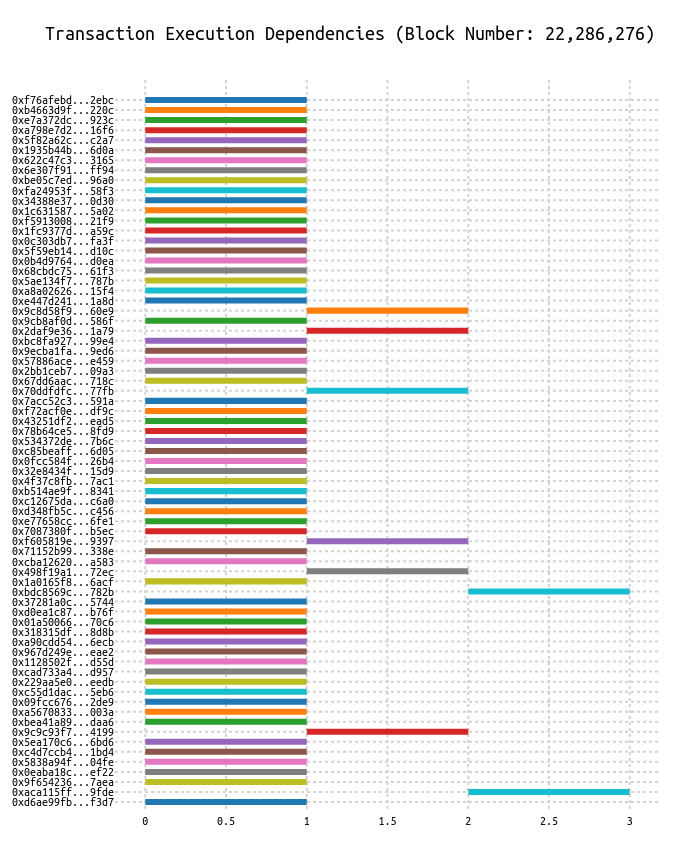 Transaction Execution Dependencies (Block Number: 22,286,276)
0xf76afebd...2ebc
0xb4663d9f...220c
0xe7a372dc...923c
0xa798e7d2...16f6
0x5f82a62c...c2a7
0x1935b44b...6d0a
0x622c47c3...3165
0x6e307f91...ff94
0xbe05c7ed...96a0
0xfa24953f...58f3
0x34388e37...0d30
0x1c631587...5a02
0xf5913008...21f9
0x1fc9377d...a59c
0x0c303db7...fa3f
0x5f59eb14...d10c
0x0b4d9764...d0ea
0x68cbdc75...61f3
0x5ae134f7...787b
0xa8a02626...15f4
0xe447d241...1a8d
0x9c8d58f9...60e9
0x9cb8af0d...586f
0x2daf9e36...1a79
0xbc8fa927...99e4
0x9ecba1fa...9ed6
0x57886ace...e459
0x2bb1ceb7...09a3
0x67dd6aac...718c
0x70ddfdfc...77fb
0x7acc52c3...591a
0xf72acf0e...df9c
0x43251df2...ead5
0x78b64ce5...8fd9
0x534372de...7b6c
0xc85beaff...6d05
0x0fcc584f...26b4
0x32e8434f...15d9
0x4f37c8fb...7ac1
0xb514ae9f...8341
0xc12675da...c6a0
0xd348fb5c...c456
0xe77658cc...6fe1
0x7087380f...b5ec
0xf605819e...9397
0x71152b99...338e
0xcba12620...a583
0x498f19a1...72ec
0x1a0165f8...6acf
0xbdc8569c...782b
0x37281a0c...5744
0xd0ea1c87...b76f
0x01a50066...70c6
0x318315df...8d8b
0xa90cdd54...6ecb
0x967d249e...eae2
0x1128502f...d55d
0xcad733a4...d957
0x229aa5e0...eedb
0xc55d1dac...5eb6
0x09fcc676...2de9
0xa5670833...003a
0xbea41a89...daa6
0x9c9c93f7...4199
0x5ea170c6...6bd6
0xc4d7ccb4...1bd4
0x5838a94f...04fe
0x0eaba18c...ef22
0x9f654236...7aea
0xaca115ff...9fde
0xd6ae99fb...f3d7
0 0.5 1 1.5 2 2.5 3